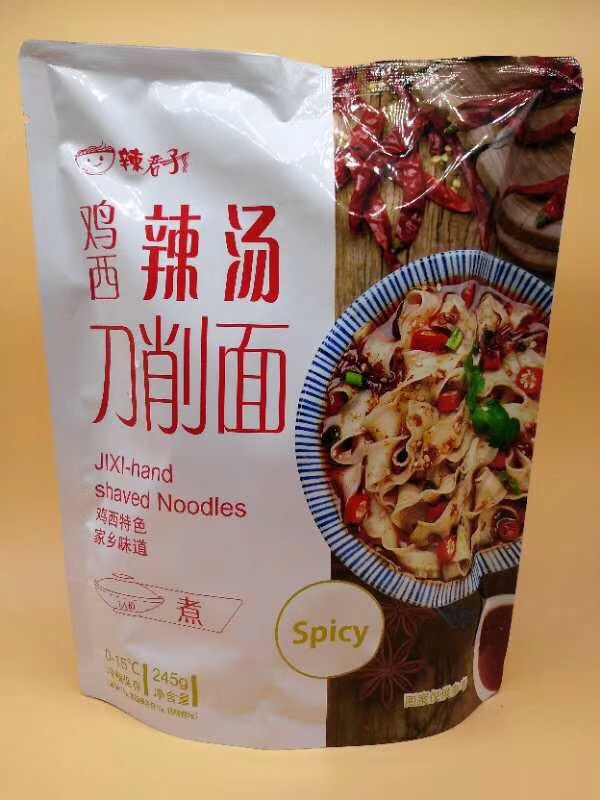 辣君子
鸡西
辣汤
刀削面
JIXI-hand
shaved Noodles
鸡西特色
家乡味道
煮
Spicy
0-15℃
245g
净含量